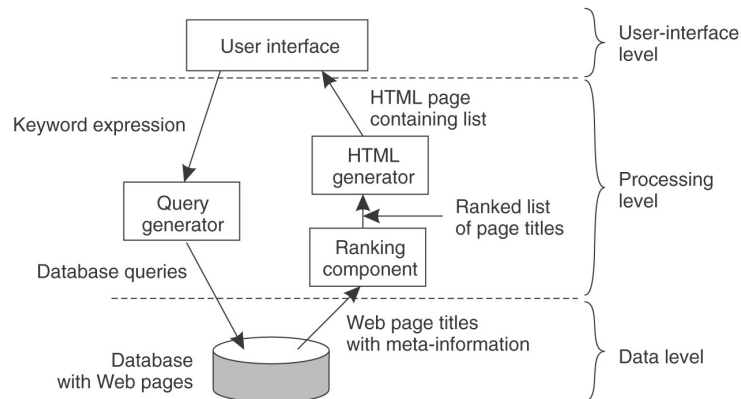 User interface
User-interface
level
Keyword expression
HTML page
containing list
HTML
generator
Query
generator
Processing
level
Ranked list
of page titles
Ranking
component
Database queries
Web page titles
with meta-information
Database
with Web pages
Data level